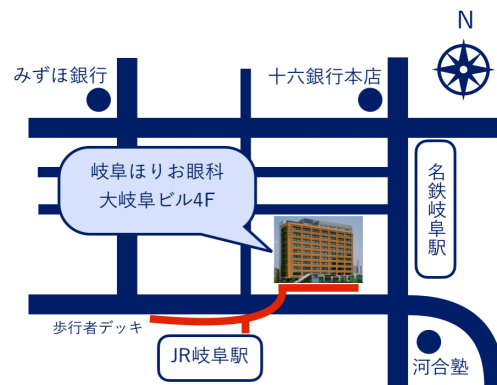 N
みずほ銀行
十六銀行本店
岐阜ほりお眼科
大岐阜ビル4F
名鉄岐阜駅
歩行者デッキ
JR岐阜駅
河合塾